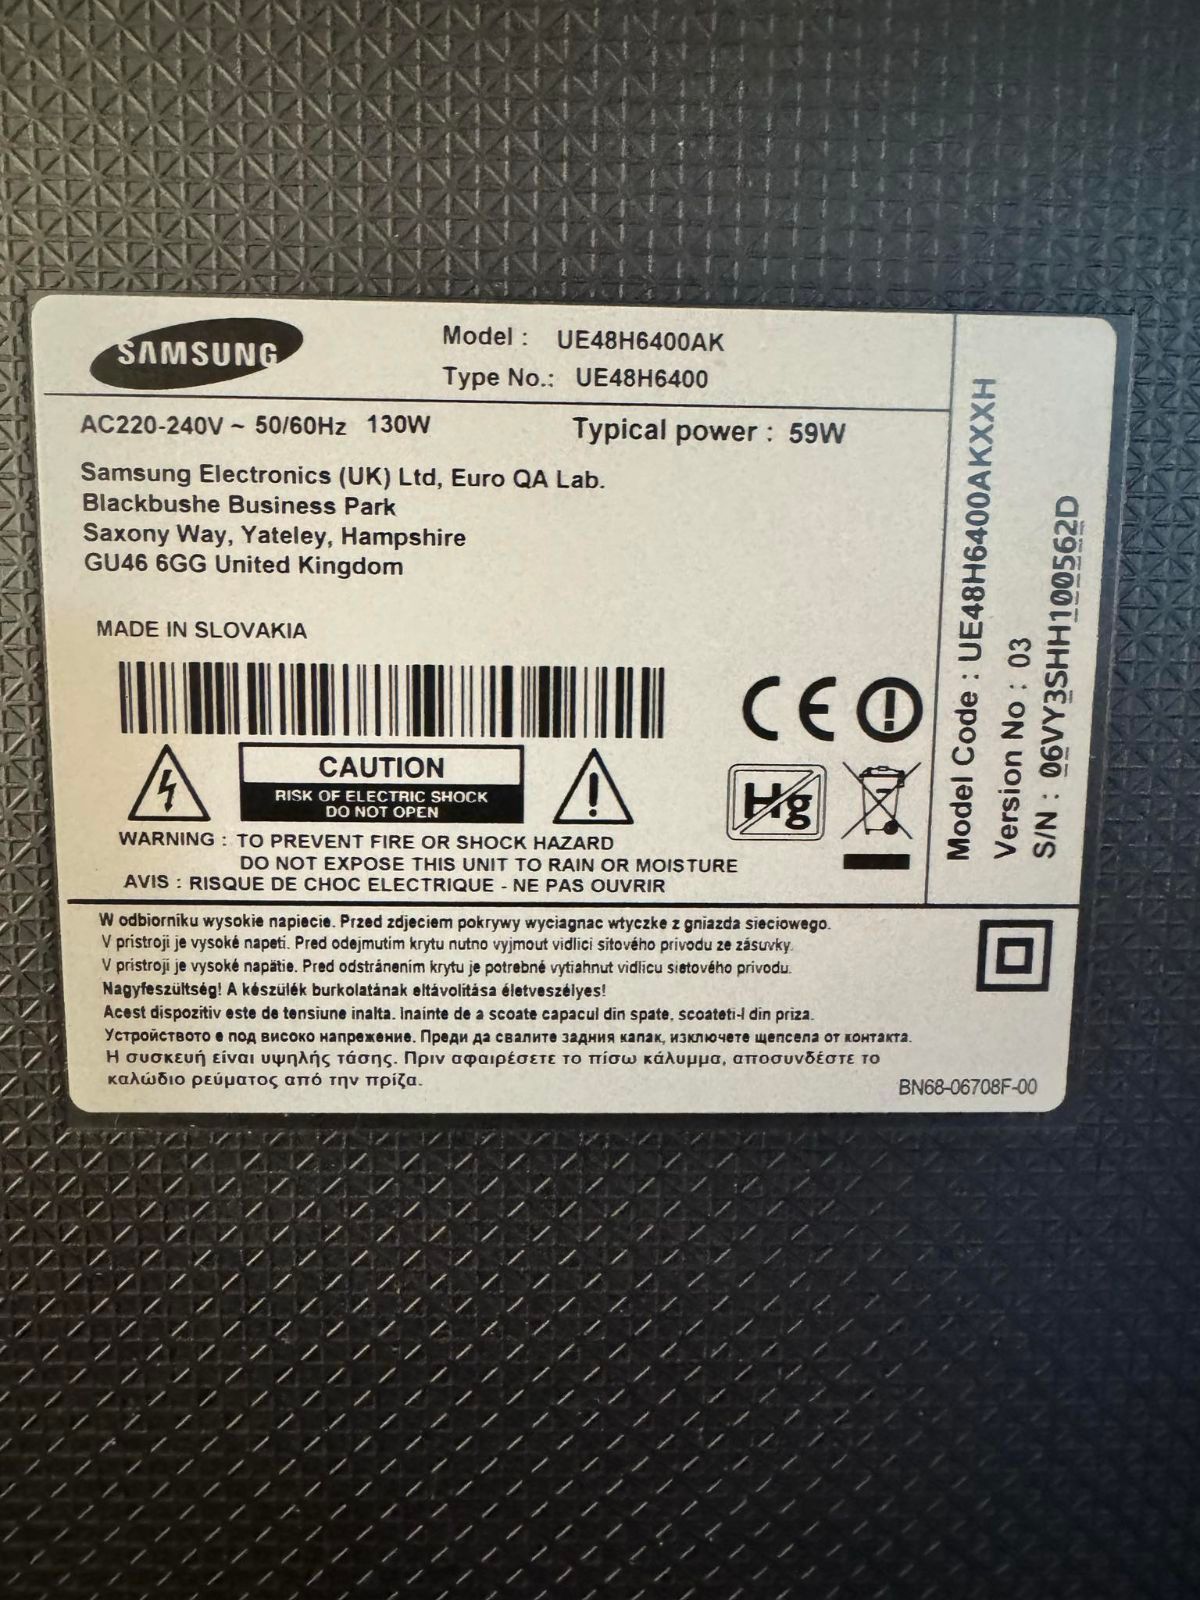 SAMSUNG
Model : UE48H6400AK
Type No.: UE48H6400
AC220-240V ~ 50/60Hz 130W
Typical power : 59W
Samsung Electronics (UK) Ltd, Euro QA Lab.
Blackbushe Business Park
Saxony Way, Yateley, Hampshire
GU46 6GG United Kingdom
MADE IN SLOVAKIA
CE
Hg
CAUTION
RISK OF ELECTRIC SHOCK
DO NOT OPEN
WARNING : TO PREVENT FIRE OR SHOCK HAZARD
DO NOT EXPOSE THIS UNIT TO RAIN OR MOISTURE
AVIS : RISQUE DE CHOC ELECTRIQUE - NE PAS OUVRIR
Model Code : UE48H6400AKXXH
Version No : 03
S/N : 06VY3SHH100562D
W odbiorniku wysokie napiecie. Przed zdjeciem pokrywy wyciagnac wtyczke z gniazda sieciowego.
V pristroji je vysoké napeti. Pred odejmutim krytu nutno vyjmout vidlici sítového privodu ze zásuvky.
V pristroji je vysoké napätie. Pred odstránením krytu je potrebné vytiahnut vidlicu sietového privodu.
Nagyfeszültség! A készülék burkolatának eltávolitása életveszélyes!
Acest dispozitiv este de tensiune inalta. Inainte de a scoate capacul din spate, scoateti-l din priza.
Устройството е под високо напрежение. Преди да свалите задния капак, изключете щепсела от контакта.
Η συσκευή είναι υψηλής τάσης. Πριν αφαιρέσετε το πίσω κάλυμμα, αποσυνδέστε το
καλώδιο ρεύματος από την πρίζα.
BN68-06708F-00